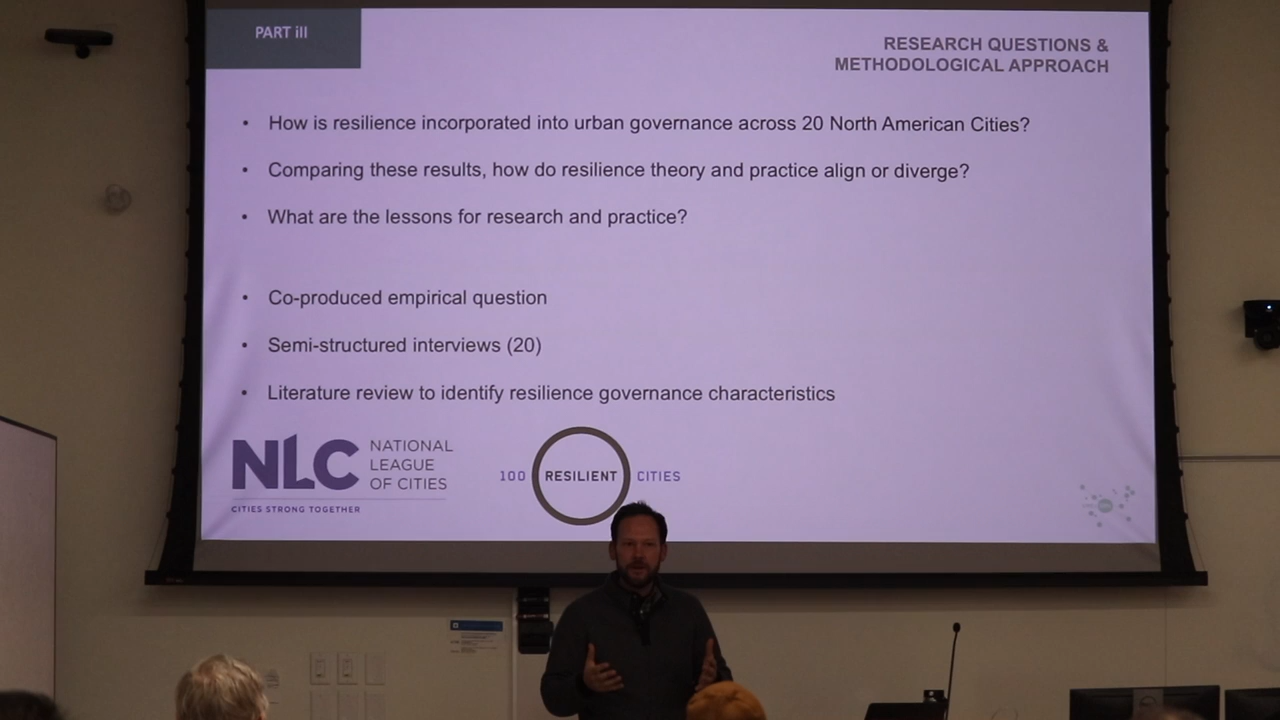 PART iII
RESEARCH QUESTIONS &
METHODOLOGICAL APPROACH
• How is resilience incorporated into urban governance across 20 North American Cities?
• Comparing these results, how do resilience theory and practice align or diverge?
• What are the lessons for research and practice?
• Co-produced empirical question
• Semi-structured interviews (20)
• Literature review to identify resilience governance characteristics
NLC
NATIONAL
LEAGUE
OF CITIES
CITIES STRONG TOGETHER
100 RESILIENT CITIES